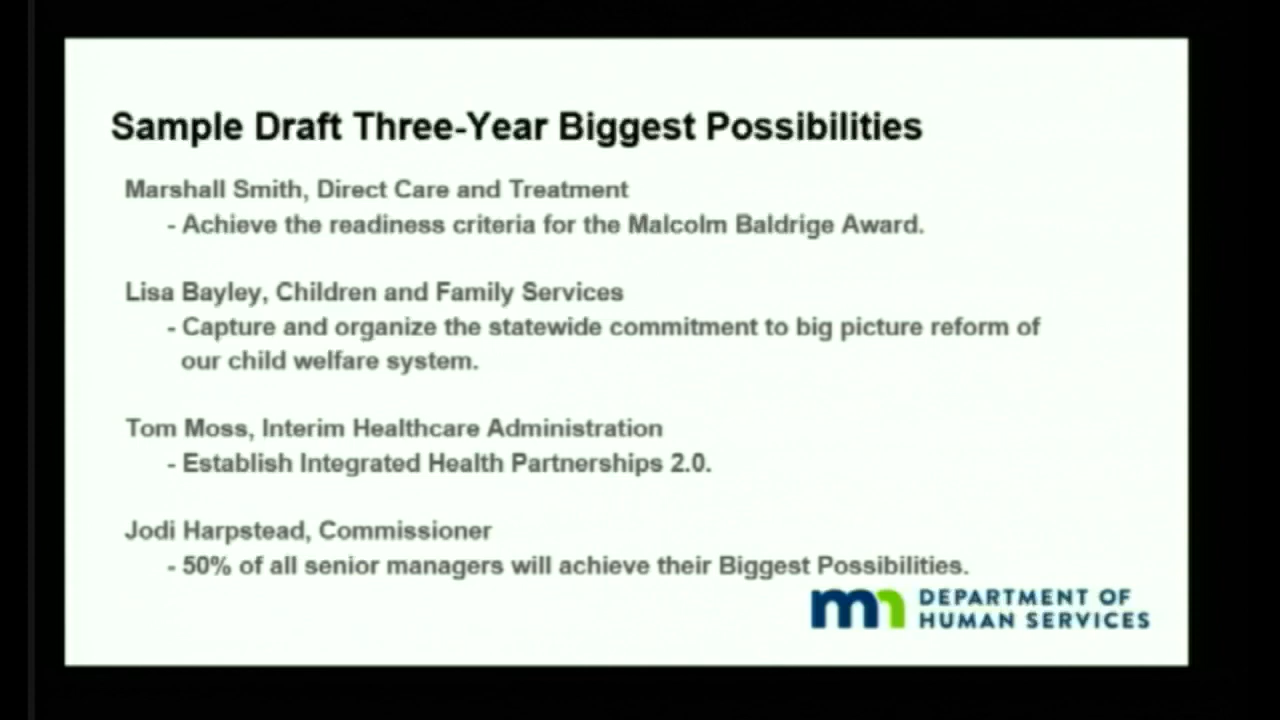 Sample Draft Three-Year Biggest Possibilities
Marshall Smith, Direct Care and Treatment
- Achieve the readiness criteria for the Malcolm Baldrige Award.
Lisa Bayley, Children and Family Services
- Capture and organize the statewide commitment to big picture reform of
our child welfare system.
Tom Moss, Interim Healthcare Administration
- Establish Integrated Health Partnerships 2.0.
Jodi Harpstead, Commissioner
- 50% of all senior managers will achieve their Biggest Possibilities.
mn DEPARTMENT OF
HUMAN SERVICES